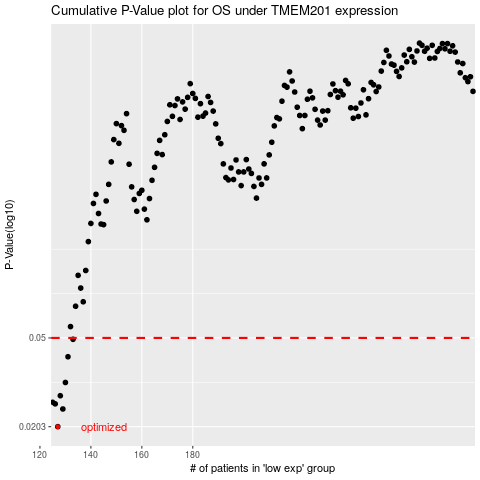 Cumulative P-Value plot for OS under TMEM201 expression
P-Value(log10)
0.05
0.0203
optimized
120 140 160 180
# of patients in 'low exp' group